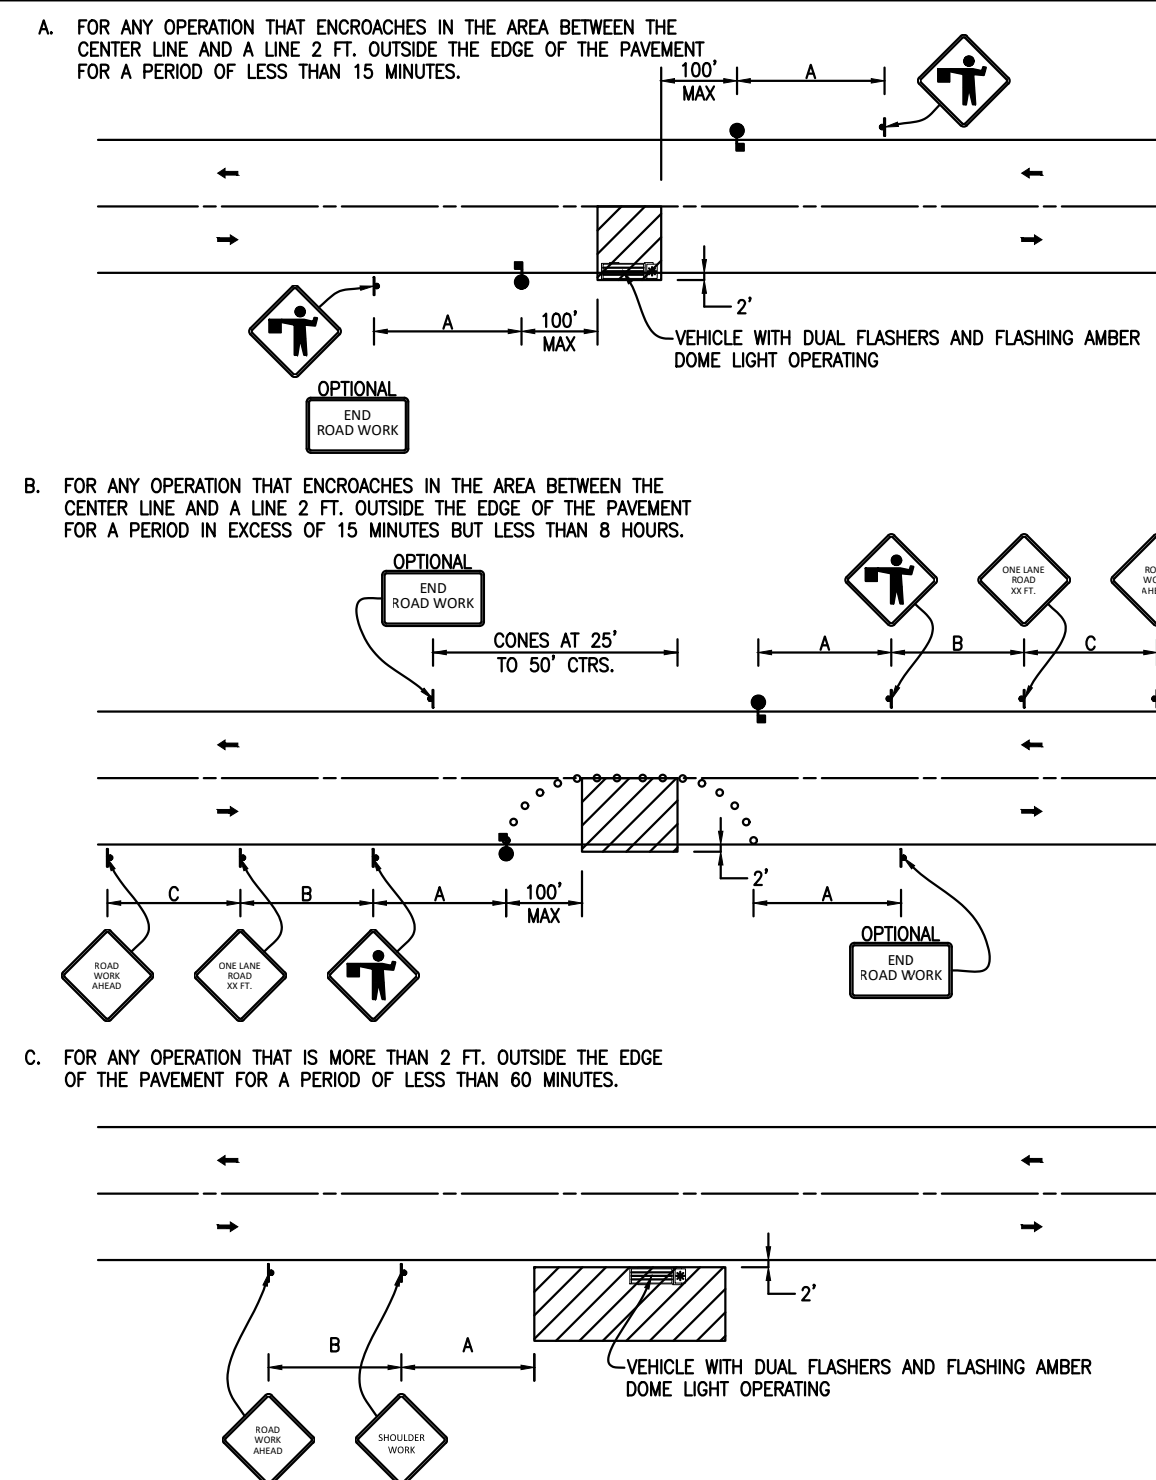 A. FOR ANY OPERATION THAT ENCROACHES IN THE AREA BETWEEN THE
CENTER LINE AND A LINE 2 FT. OUTSIDE THE EDGE OF THE PAVEMENT
FOR A PERIOD OF LESS THAN 15 MINUTES.
100'
MAX
A
2'
A
100'
MAX
VEHICLE WITH DUAL FLASHERS AND FLASHING AMBER
DOME LIGHT OPERATING
OPTIONAL
END
ROAD WORK
B. FOR ANY OPERATION THAT ENCROACHES IN THE AREA BETWEEN THE
CENTER LINE AND A LINE 2 FT. OUTSIDE THE EDGE OF THE PAVEMENT
FOR A PERIOD IN EXCESS OF 15 MINUTES BUT LESS THAN 8 HOURS.
OPTIONAL
END
ROAD WORK
CONES AT 25'
TO 50' CTRS.
ONE LANE
ROAD
XX FT.
A
B
C
2'
C
B
A
100'
MAX
A
OPTIONAL
END
ROAD WORK
ROAD
WORK
AHEAD
ONE LANE
ROAD
XX FT.
C. FOR ANY OPERATION THAT IS MORE THAN 2 FT. OUTSIDE THE EDGE
OF THE PAVEMENT FOR A PERIOD OF LESS THAN 60 MINUTES.
2'
B
A
VEHICLE WITH DUAL FLASHERS AND FLASHING AMBER
DOME LIGHT OPERATING
ROAD
WORK
AHEAD
SHOULDER
WORK